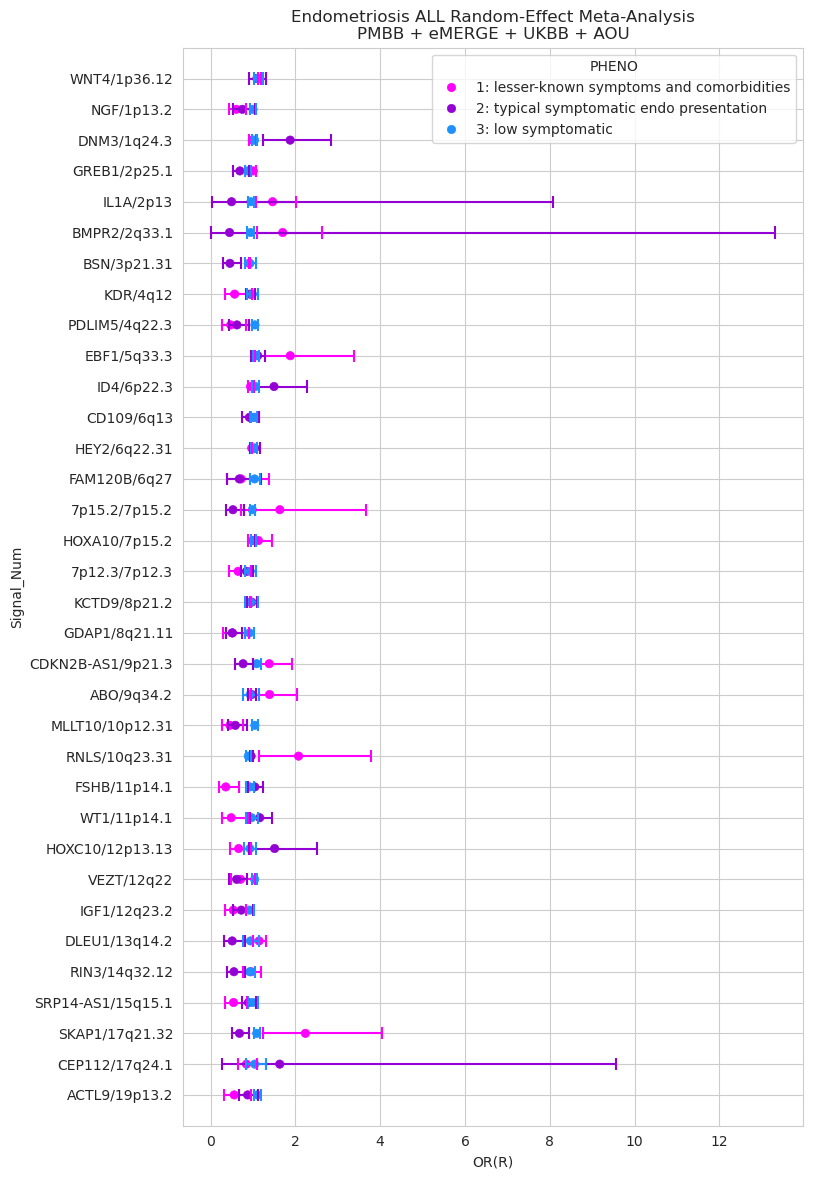 Endometriosis ALL Random-Effect Meta-Analysis
PMBB + eMERGE + UKBB + AOU
PHENO
1: lesser-known symptoms and comorbidities
2: typical symptomatic endo presentation
3: low symptomatic
Signal_Num
WNT4/1p36.12
NGF/1p13.2
DNM3/1q24.3
GREB1/2p25.1
IL1A/2p13
BMPR2/2q33.1
BSN/3p21.31
KDR/4q12
PDLIM5/4q22.3
EBF1/5q33.3
ID4/6p22.3
CD109/6q13
HEY2/6q22.31
FAM120B/6q27
7p15.2/7p15.2
HOXA10/7p15.2
7p12.3/7p12.3
KCTD9/8p21.2
GDAP1/8q21.11
CDKN2B-AS1/9p21.3
ABO/9q34.2
MLLT10/10p12.31
RNLS/10q23.31
FSHB/11p14.1
WT1/11p14.1
HOXC10/12p13.13
VEZT/12q22
IGF1/12q23.2
DLEU1/13q14.2
RIN3/14q32.12
SRP14-AS1/15q15.1
SKAP1/17q21.32
CEP112/17q24.1
ACTL9/19p13.2
0 2 4 6 8 10 12
OR(R)